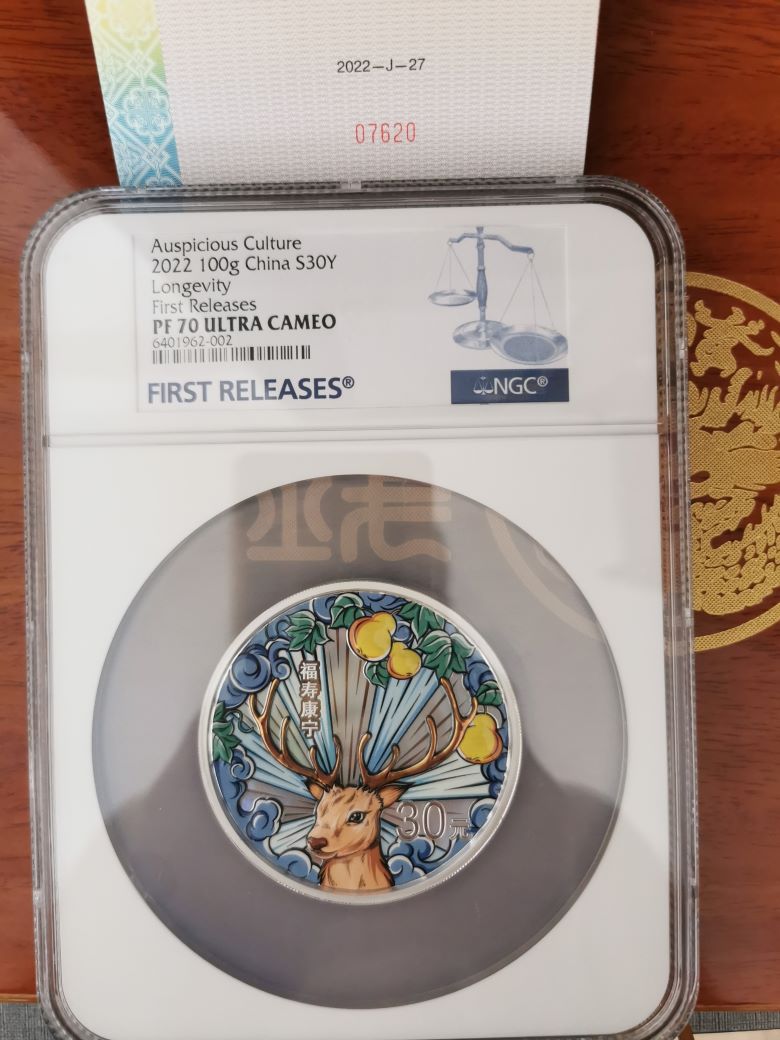 2022-J-27
07620
Auspicious Culture
2022 100g China S30Y
Longevity
First Releases
PF 70 ULTRA CAMEO
6401962-002
FIRST RELEASES®
NGC®
福寿康宁
30元